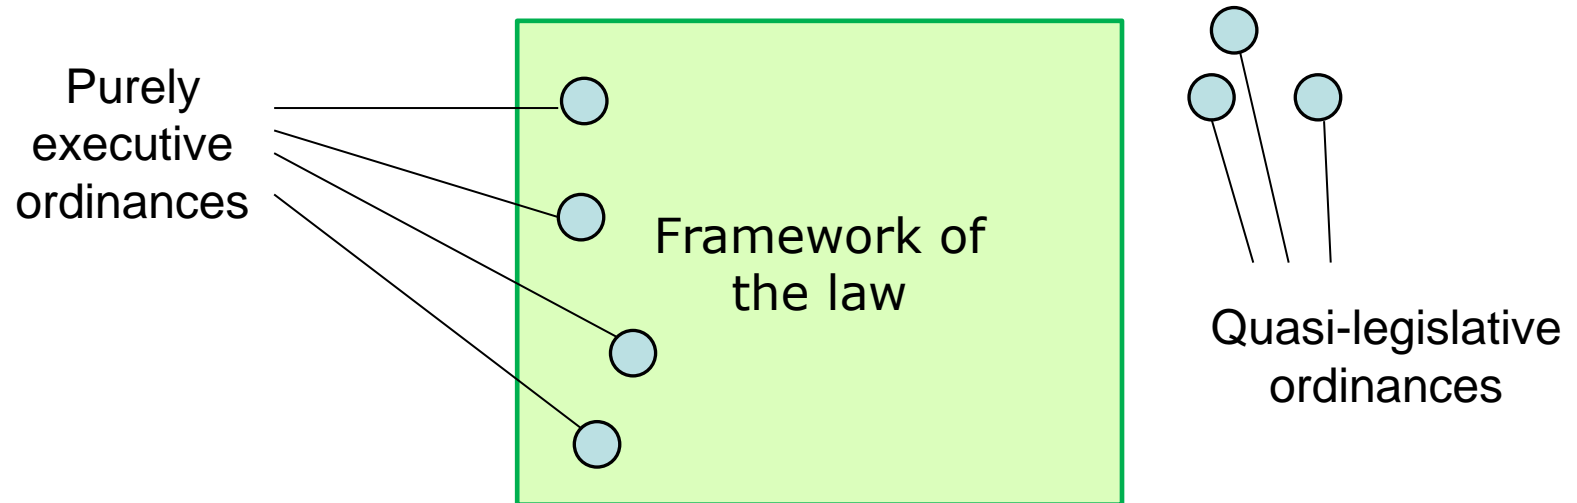 Purely
executive
ordinances
Framework of
the law
Quasi-legislative
ordinances